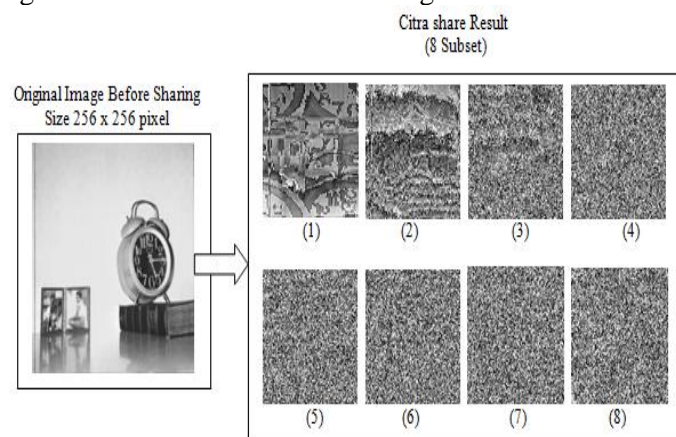 Citra share Result
(8 Subset)
Original Image Before Sharing
Size 256 x 256 pixel
(1)
(2)
(3)
(4)
(5)
(6)
(7)
(8)